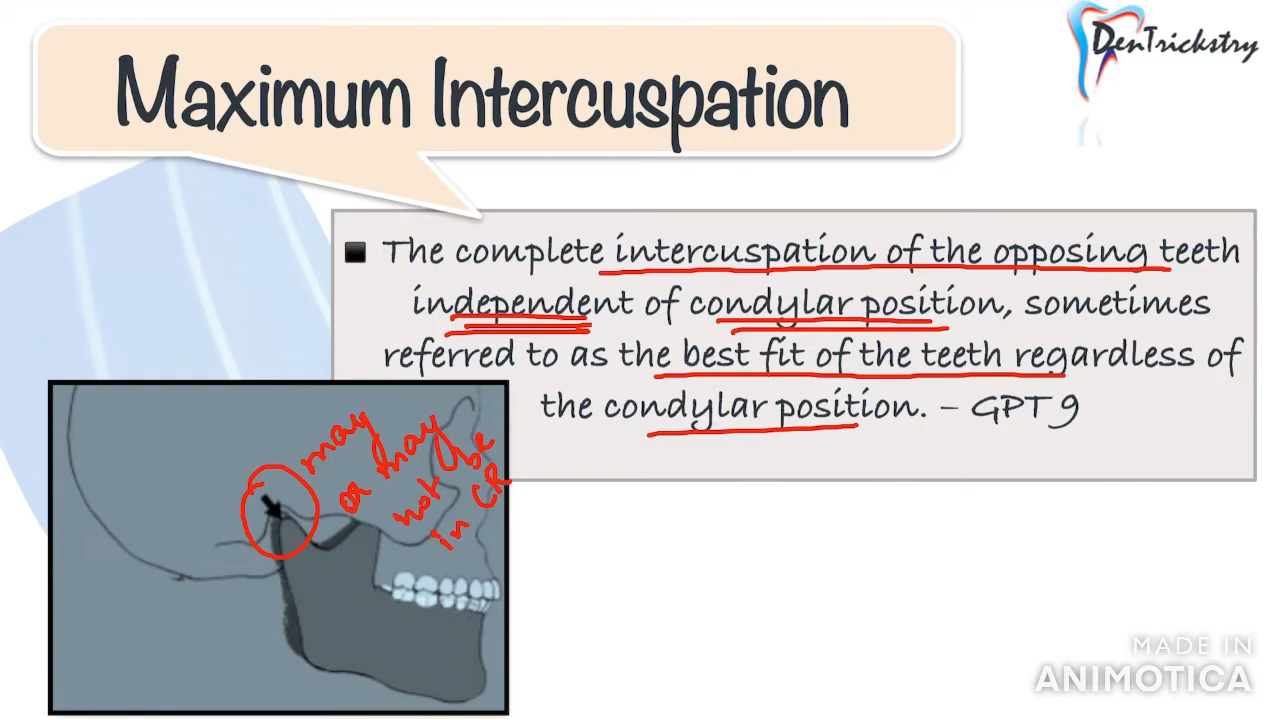 DenTrickstry
Maximum Intercuspation
The complete intercuspation of the opposing teeth
independent of condylar position, sometimes
referred to as the best fit of the teeth regardless of
the condylar position. – GPT 9
may
or may
not be
in CR
MADE IN
ANIMOTICA